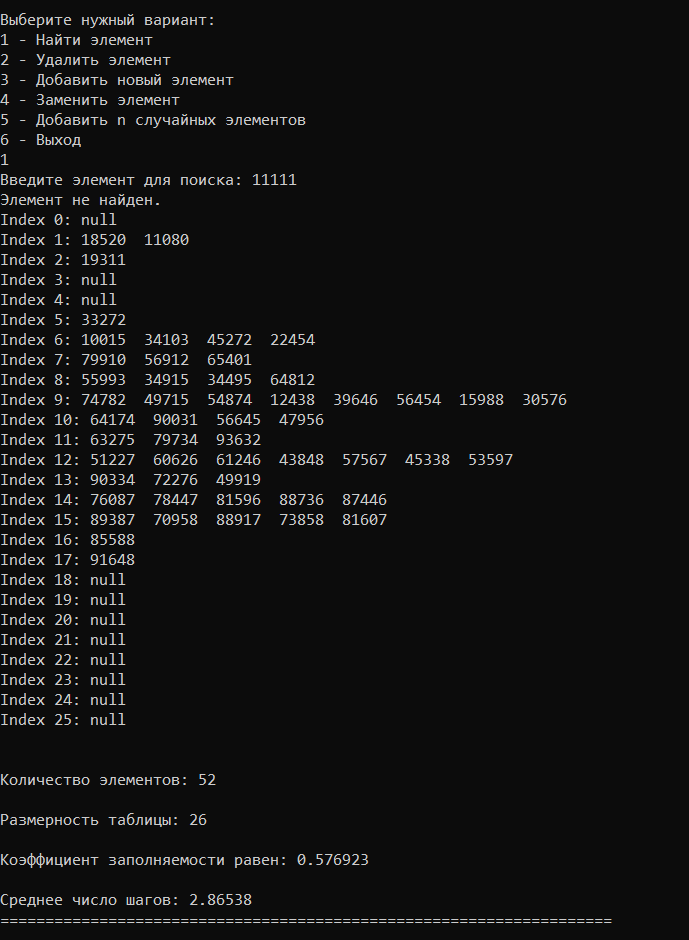 Выберите нужный вариант:
1 - Найти элемент
2 - Удалить элемент
3 - Добавить новый элемент
4 - Заменить элемент
5 - Добавить n случайных элементов
6 - Выход
1
Введите элемент для поиска: 11111
Элемент не найден.
Index 0: null
Index 1: 18520  11080
Index 2: 19311
Index 3: null
Index 4: null
Index 5: 33272
Index 6: 10015  34103  45272  22454
Index 7: 79910  56912  65401
Index 8: 55993  34915  34495  64812
Index 9: 74782  49715  54874  12438  39646  56454  15988  30576
Index 10: 64174  90031  56645  47956
Index 11: 63275  79734  93632
Index 12: 51227  60626  61246  43848  57567  45338  53597
Index 13: 90334  72276  49919
Index 14: 76087  78447  81596  88736  87446
Index 15: 89387  70958  88917  73858  81607
Index 16: 85588
Index 17: 91648
Index 18: null
Index 19: null
Index 20: null
Index 21: null
Index 22: null
Index 23: null
Index 24: null
Index 25: null
Количество элементов: 52
Размерность таблицы: 26
Коэффициент заполняемости равен: 0.576923
Среднее число шагов: 2.86538
====================================================================